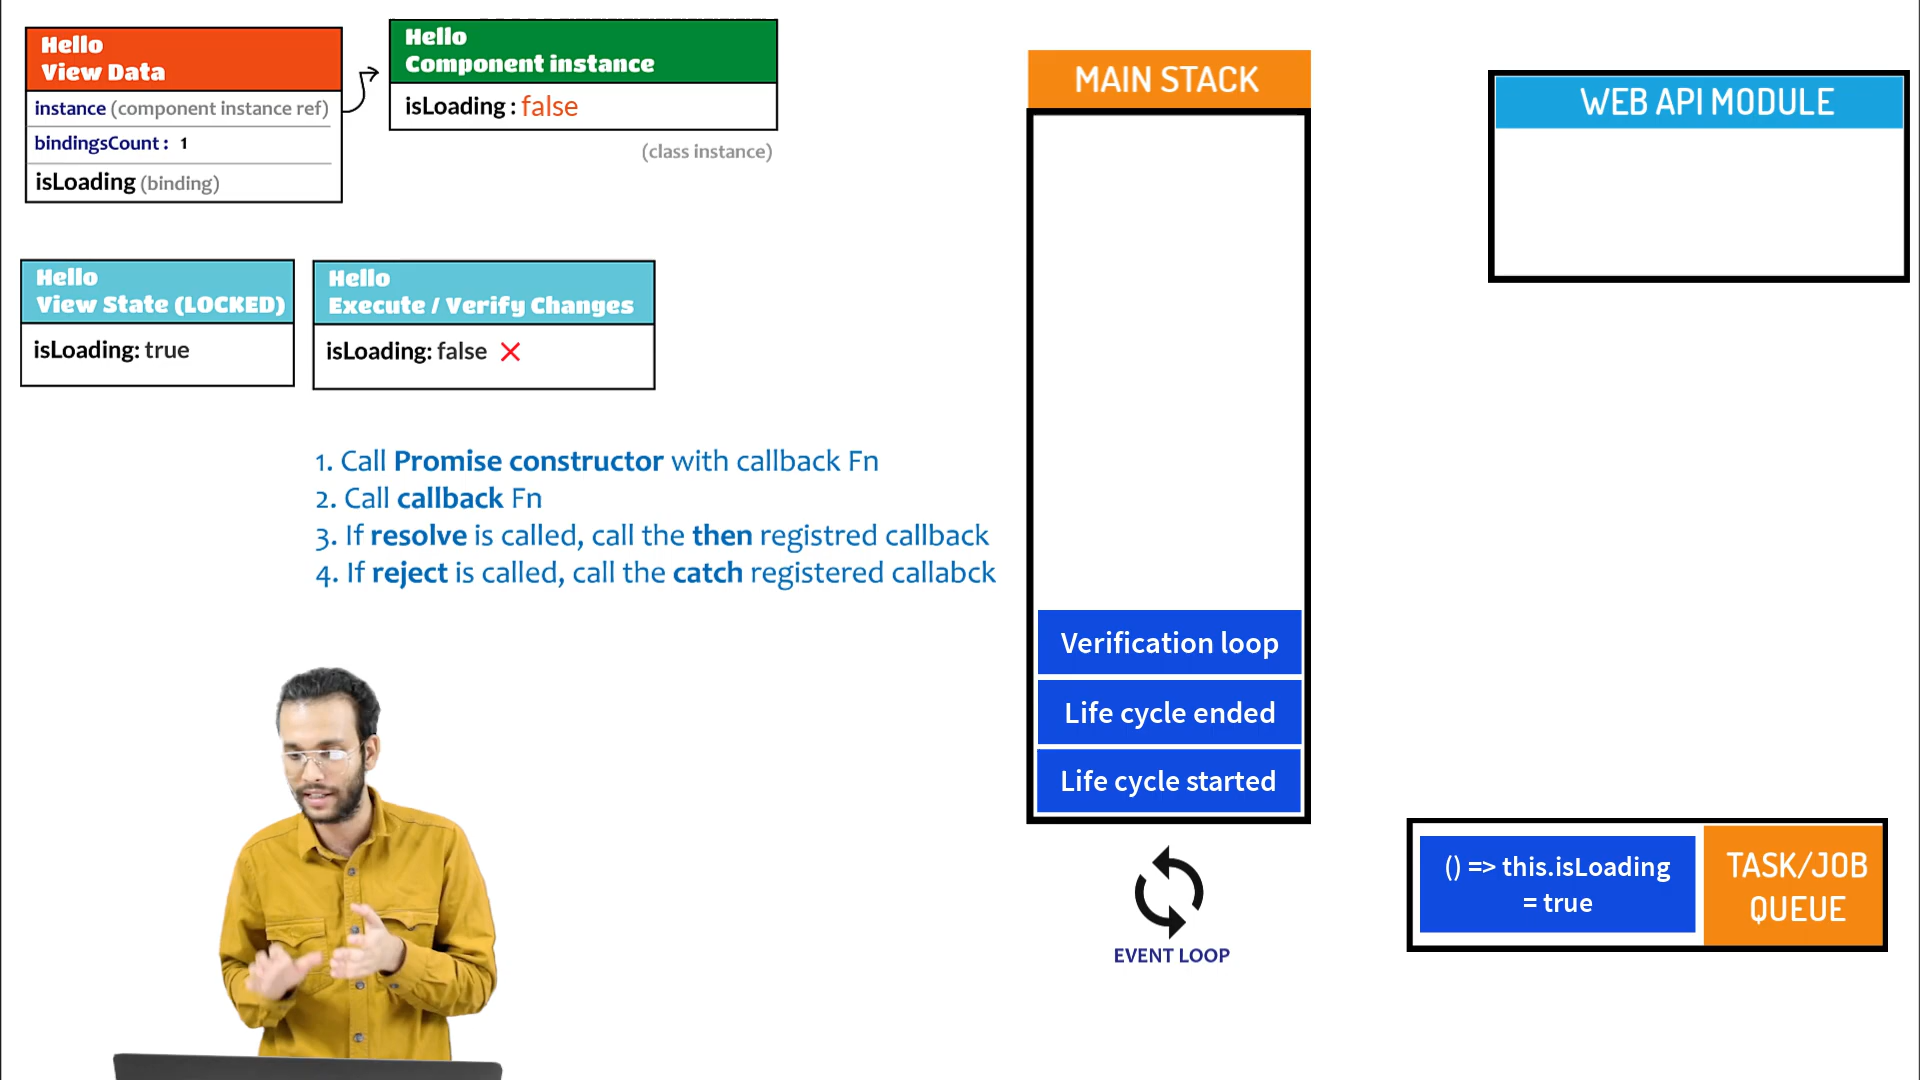 Hello
View Data
instance (component instance ref)
bindingsCount : 1
isLoading (binding)
Hello
Component instance
isLoading : false
(class instance)
Hello
View State (LOCKED)
isLoading: true
Hello
Execute / Verify Changes
isLoading: false
1. Call Promise constructor with callback Fn
2. Call callback Fn
3. If resolve is called, call the then registred callback
4. If reject is called, call the catch registered callabck
MAIN STACK
Verification loop
Life cycle ended
Life cycle started
EVENT LOOP
WEB API MODULE
() => this.isLoading
= true
TASK/JOB
QUEUE